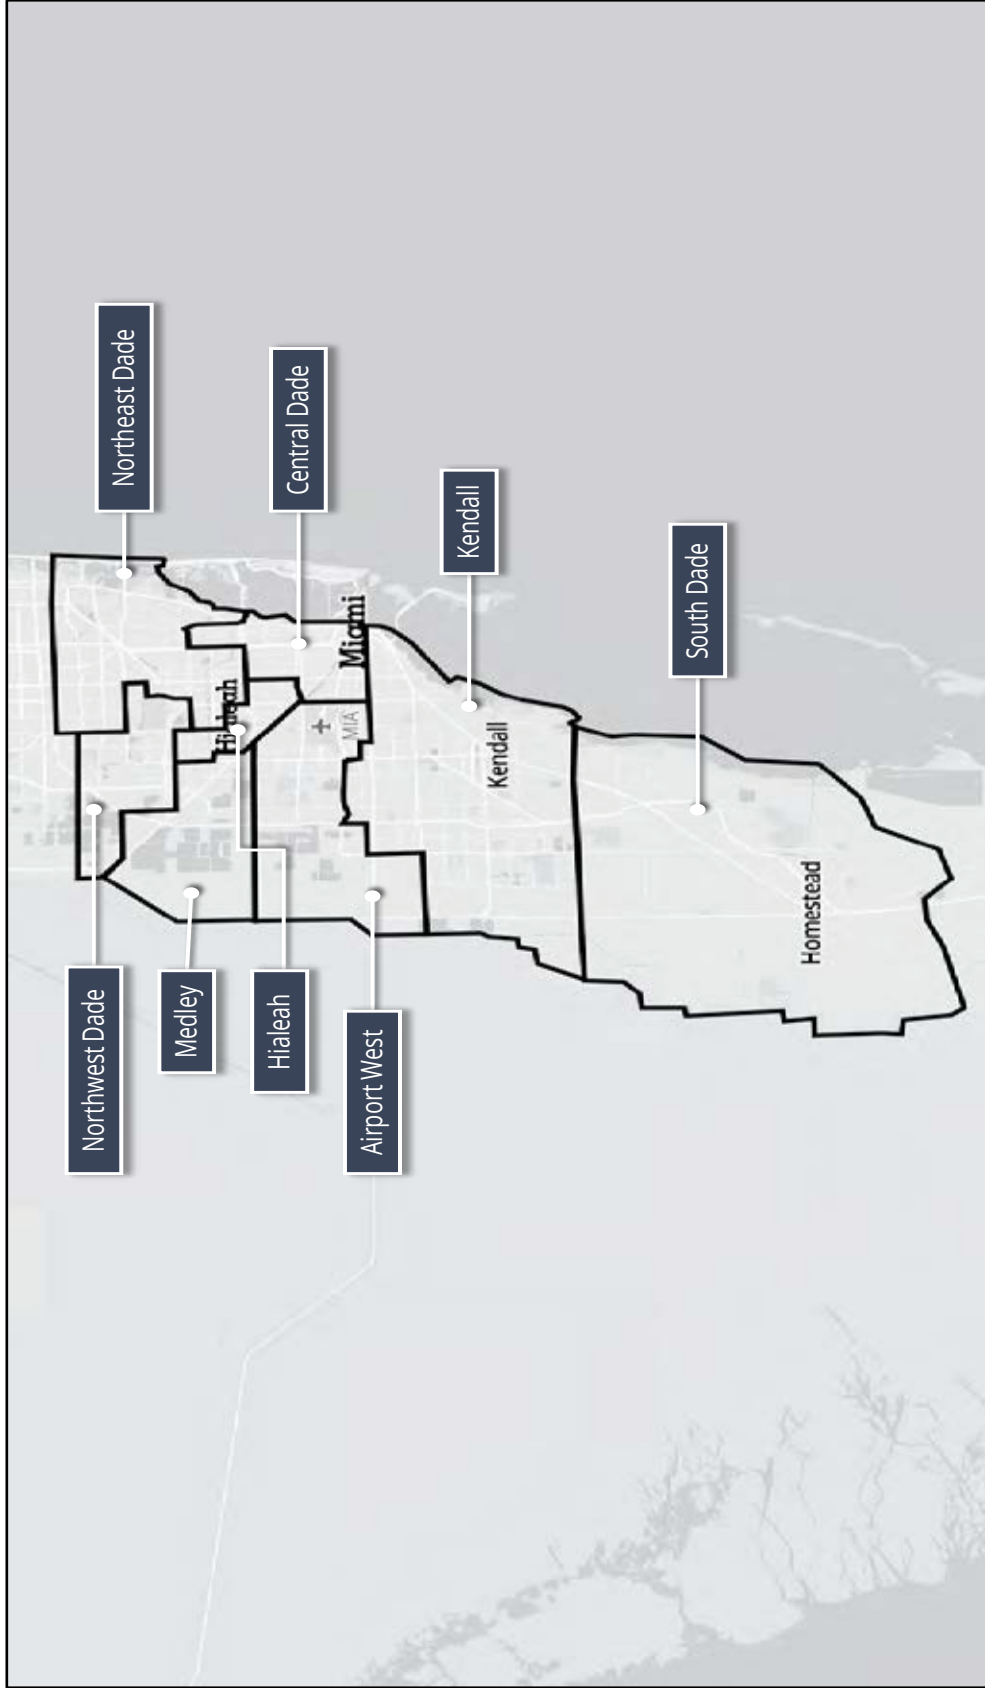 Northeast Dade
Northwest Dade
Medley
Hialeah
Hialeah
Central Dade
MIA
Miami
Airport West
Kendall
Kendall
South Dade
Homestead